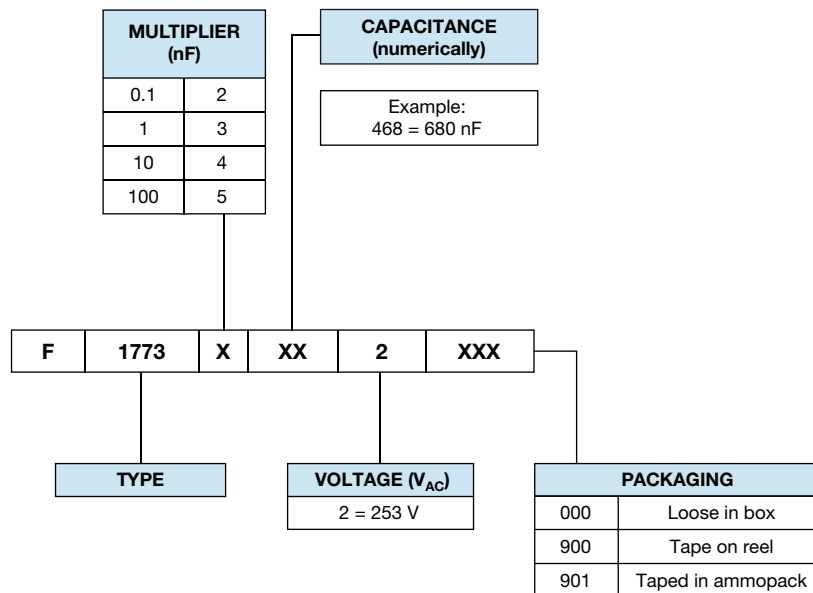 MULTIPLIER
(nF)
0.1 2
1 3
10 4
100 5
CAPACITANCE
(numerically)
Example:
468 = 680 nF
F 1773 X XX 2 XXX
TYPE
VOLTAGE (VAC)
2 = 253 V
PACKAGING
000 Loose in box
900 Tape on reel
901 Taped in ammopack